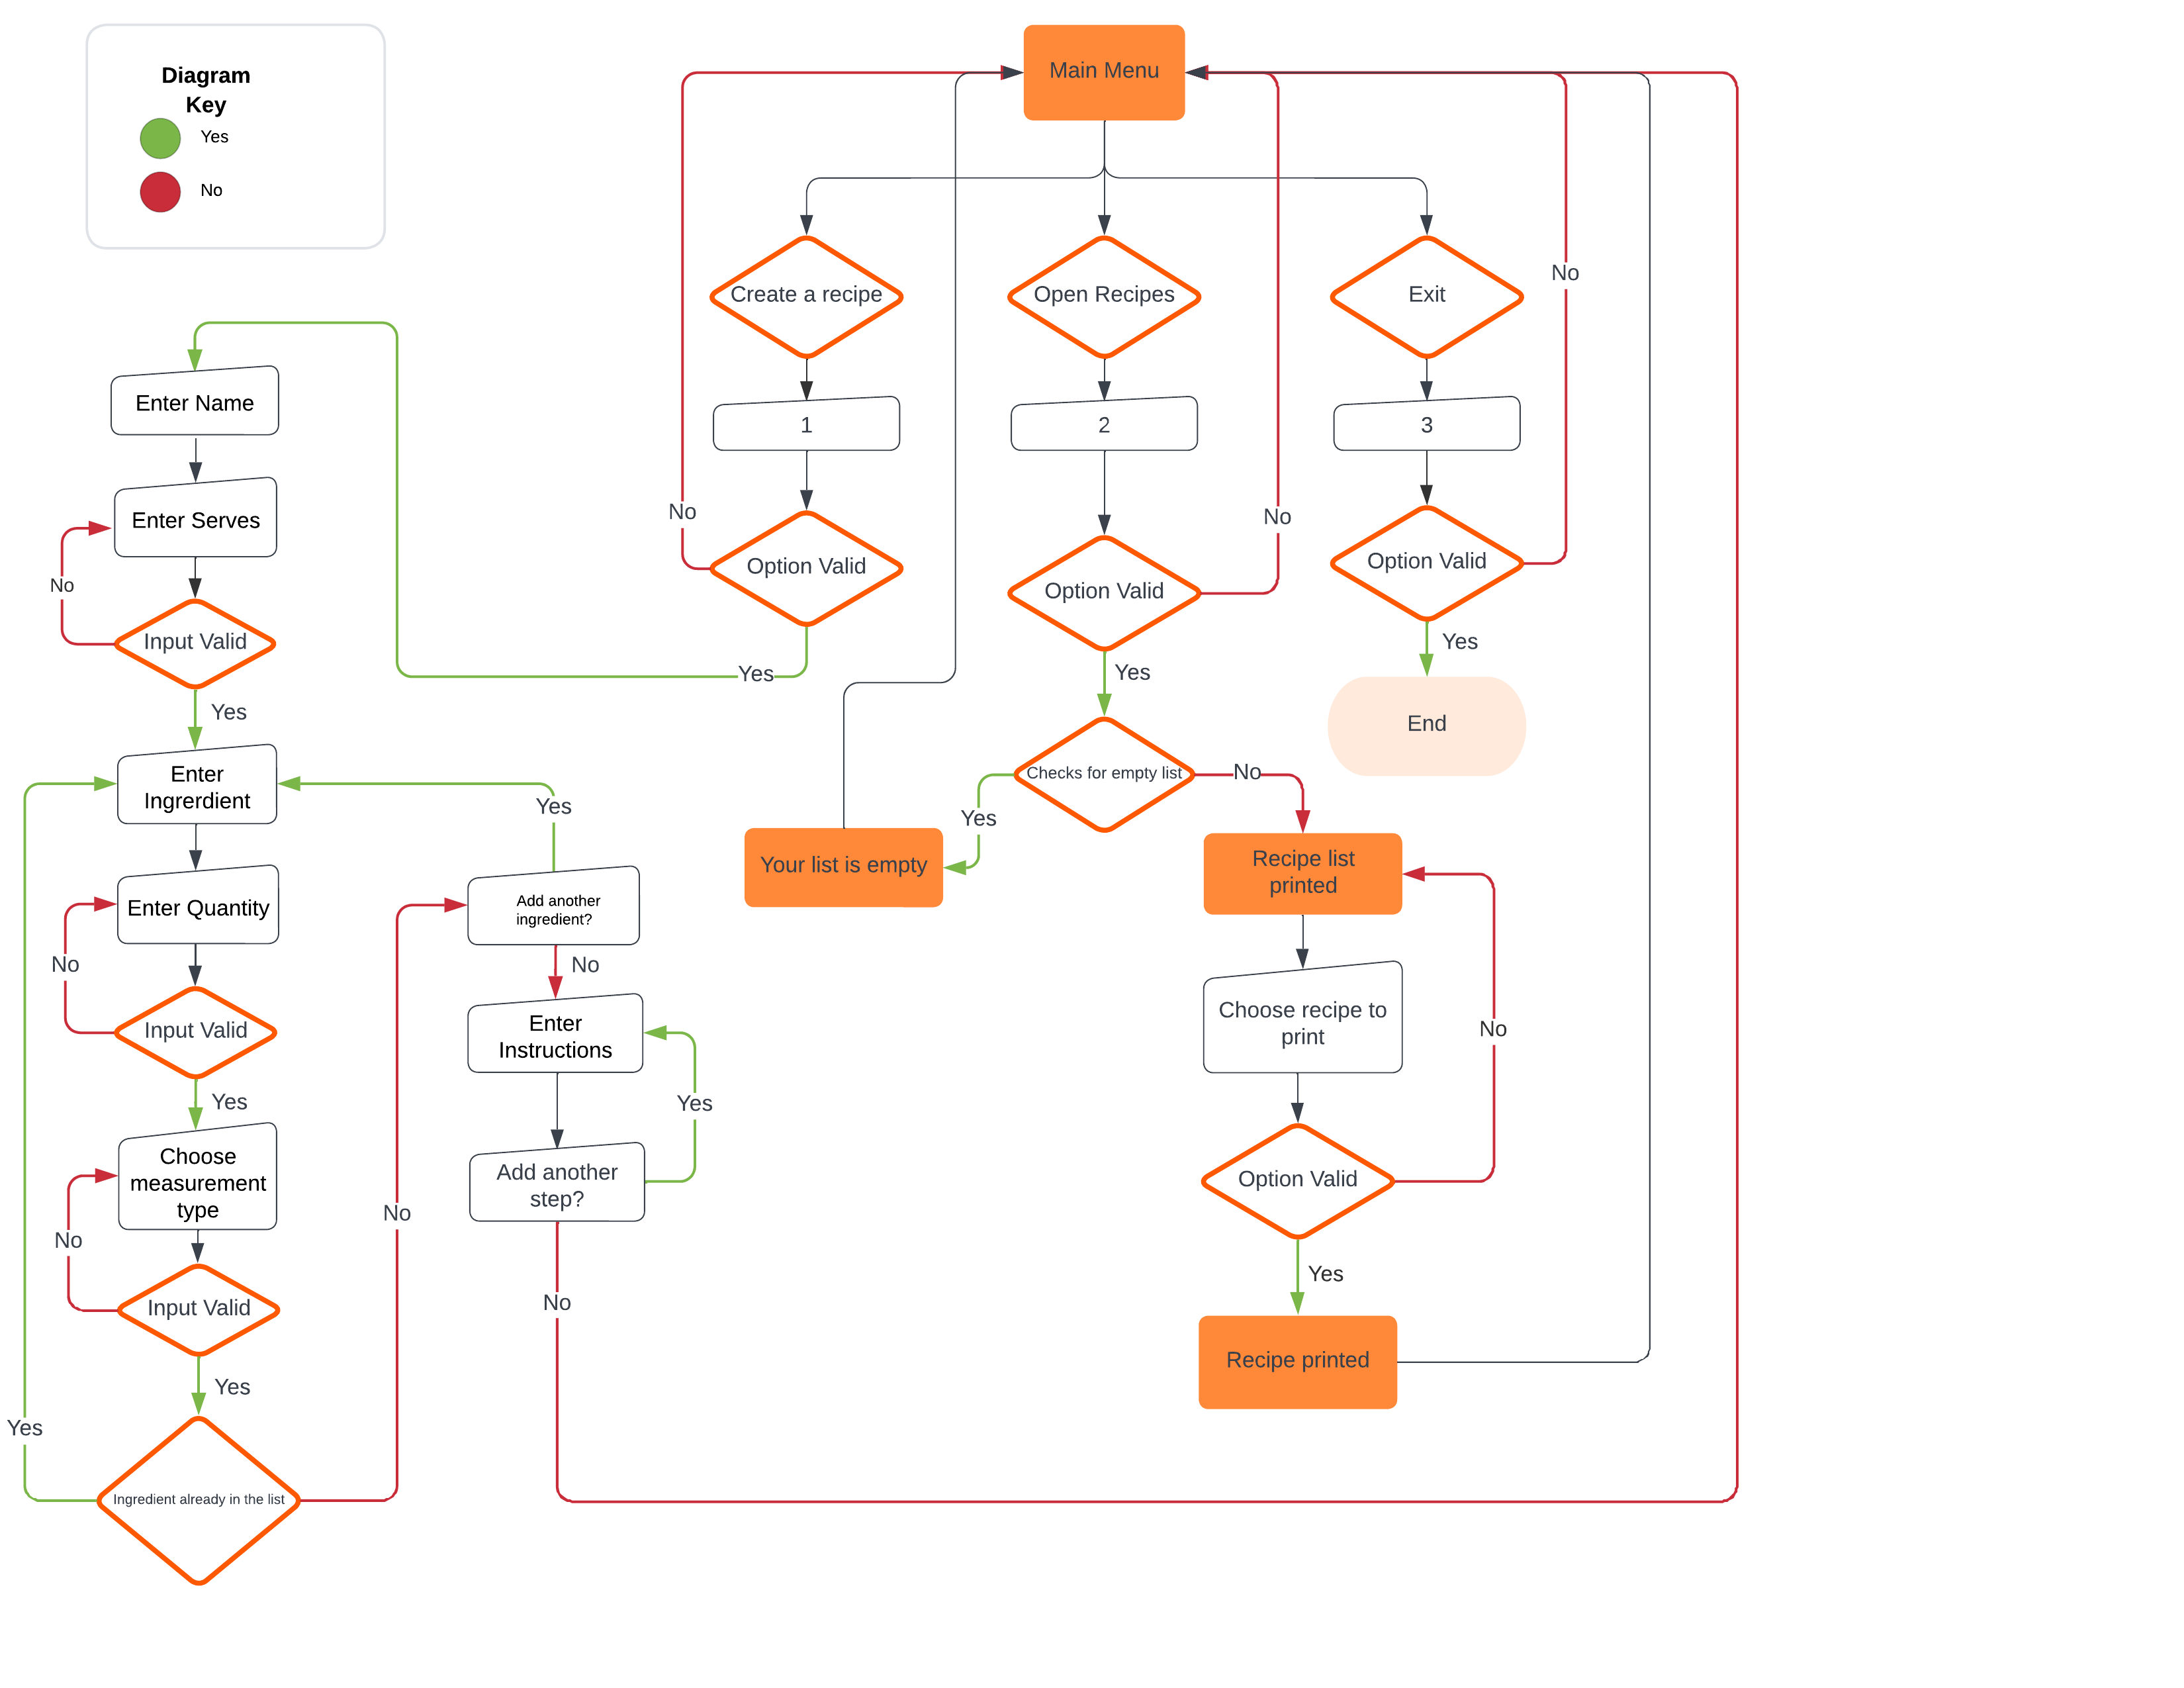 Diagram
Key
Yes
No
Main Menu
Create a recipe
Open Recipes
Exit
No
1
2
3
No
No
Option Valid
Option Valid
Option Valid
Yes
Yes
Yes
End
Checks for empty list
No
Yes
Your list is empty
Recipe list
printed
Choose recipe to
print
No
Option Valid
Yes
Recipe printed
Enter Name
Enter Serves
No
Input Valid
Yes
Enter
Ingrerdient
Enter Quantity
No
Input Valid
Yes
Choose
measurement
type
No
Input Valid
Yes
Yes
Ingredient already in the list
No
Yes
Add another
ingredient?
No
Enter
Instructions
Yes
Add another
step?
No